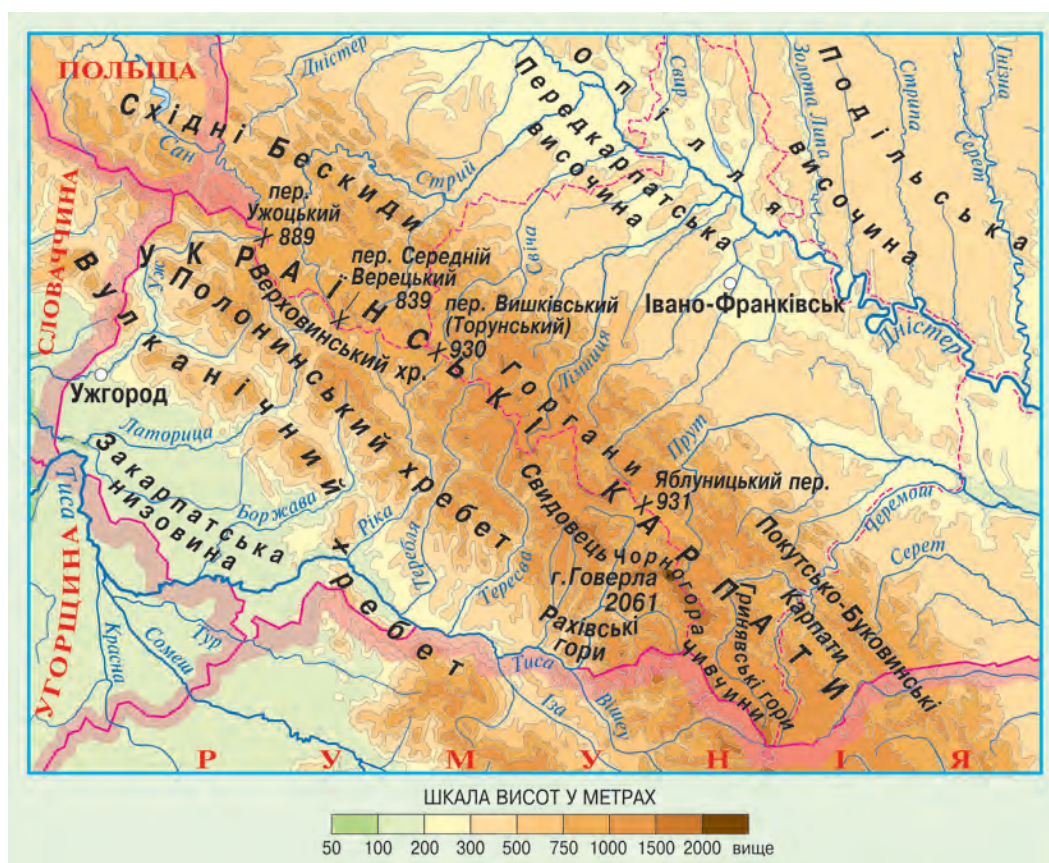 ПОЛЬЩА
СЛОВАЧЧИНА
УГОРЩИНА
РУМУНІЯ
УКРАЇНСЬКІ КАРПАТИ
Східні Бескиди
Передкарпатська
височина
Опілля
Подільська
височина
Дністер
Свир
Золота Липа
Стрипа
Серет
Гнізна
Сан
Стрий
Свіча
Лімниця
пер.
Ужоцький
889
пер. Середній
Верецький
839
пер. Вишківський
(Торунський)
930
Івано-Франківськ
Дністер
Уж
Верховинський хр.
Полонинський хребет
Вулканічний хребет
Горгани
Ужгород
Латориця
Закарпатська
низовина
Боржава
Ріка
Теребля
Тересва
Тиса
Прут
Яблуницький пер.
931
Черемош
Серет
Свидовець
Чорногора
г.Говерла
2061
Рахівські
гори
Гринявські гори
Чивчини
Покутсько-Буковинські
Карпати
Красна
Сомеш
Тур
Тиса
Іза
Вішеу
ШКАЛА ВИСОТ У МЕТРАХ
50 100 200 300 500 750 1000 1500 2000 вище